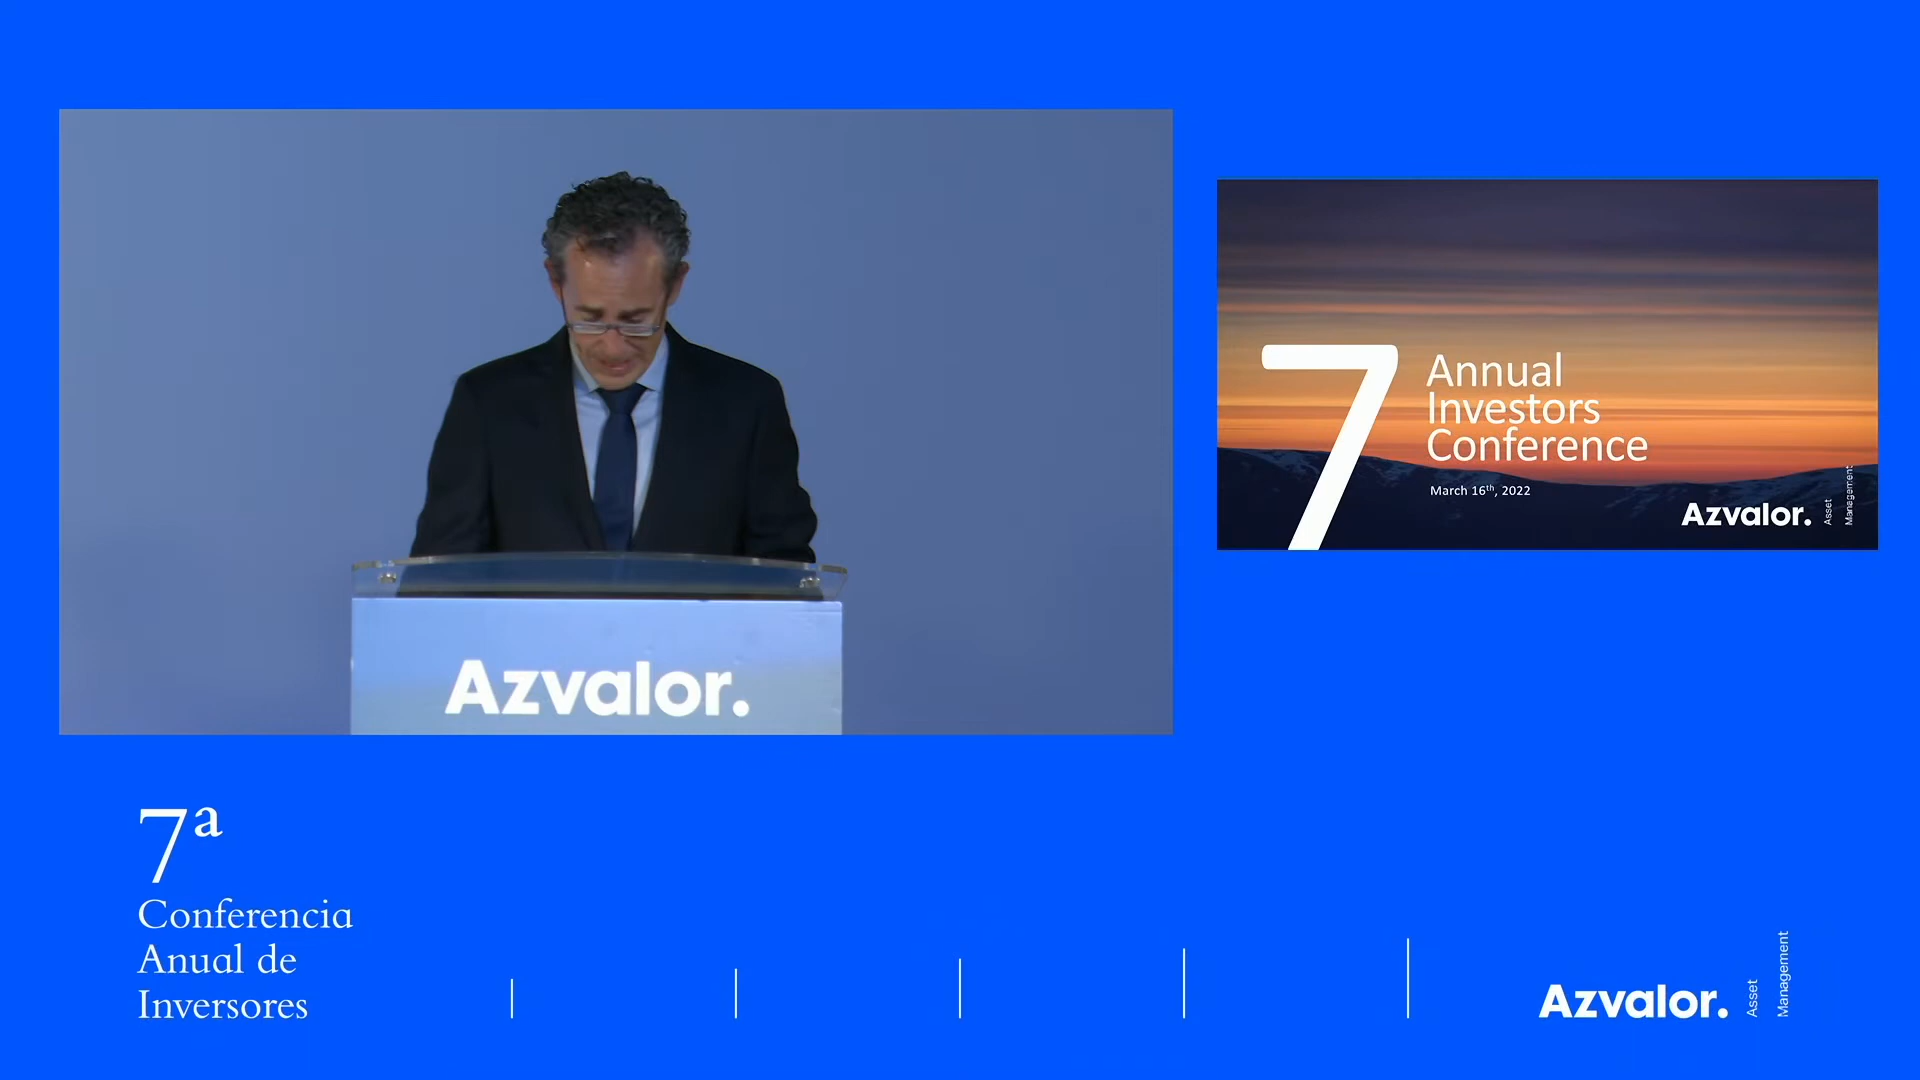 Azvalor.
7
Annual
Investors
Conference
March 16th, 2022
Azvalor.
Asset
Management
7ª
Conferencia
Anual de
Inversores
Azvalor.
Asset
Management